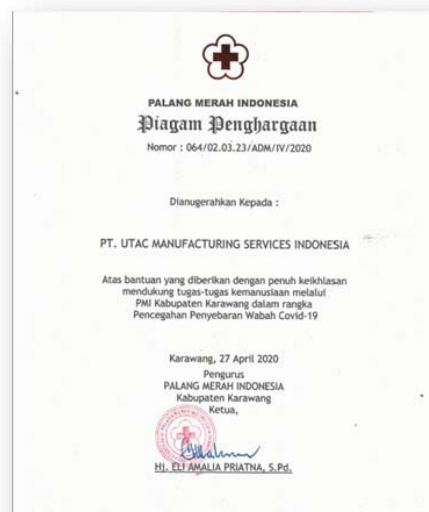 PALANG MERAH INDONESIA
Piagam Penghargaan
Nomor : 064/02.03.23/ADM/IV/2020
Dianugerahkan Kepada :
PT. UTAC MANUFACTURING SERVICES INDONESIA
Atas bantuan yang diberikan dengan penuh keikhlasan
mendukung tugas-tugas kemanusiaan melalui
PMI Kabupaten Karawang dalam rangka
Pencegahan Penyebaran Wabah Covid-19
Karawang, 27 April 2020
Pengurus
PALANG MERAH INDONESIA
Kabupaten Karawang
Ketua,
Hj. ELI AMALIA PRIATNA, S.Pd.